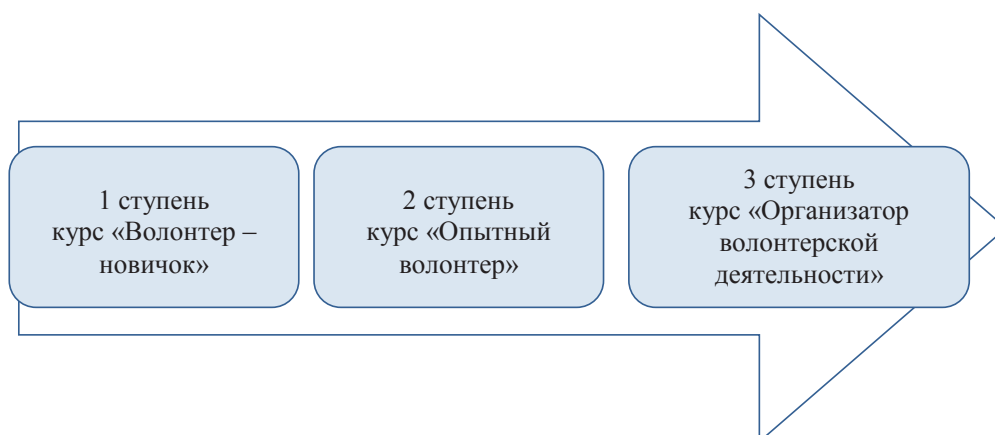 1 ступень
курс «Волонтер –
новичок»
2 ступень
курс «Опытный
волонтер»
3 ступень
курс «Организатор
волонтерской
деятельности»